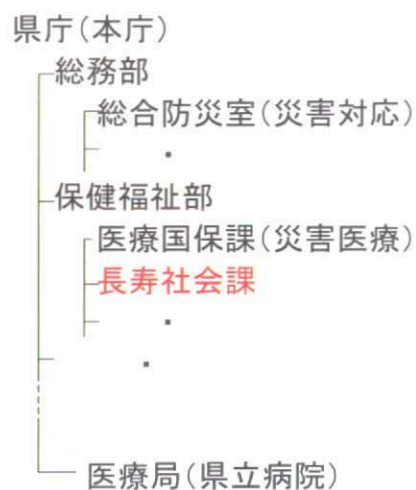 県庁(本庁)
総務部
総合防災室(災害対応)
・
保健福祉部
医療国保課(災害医療)
長寿社会課
・
・
医療局(県立病院)